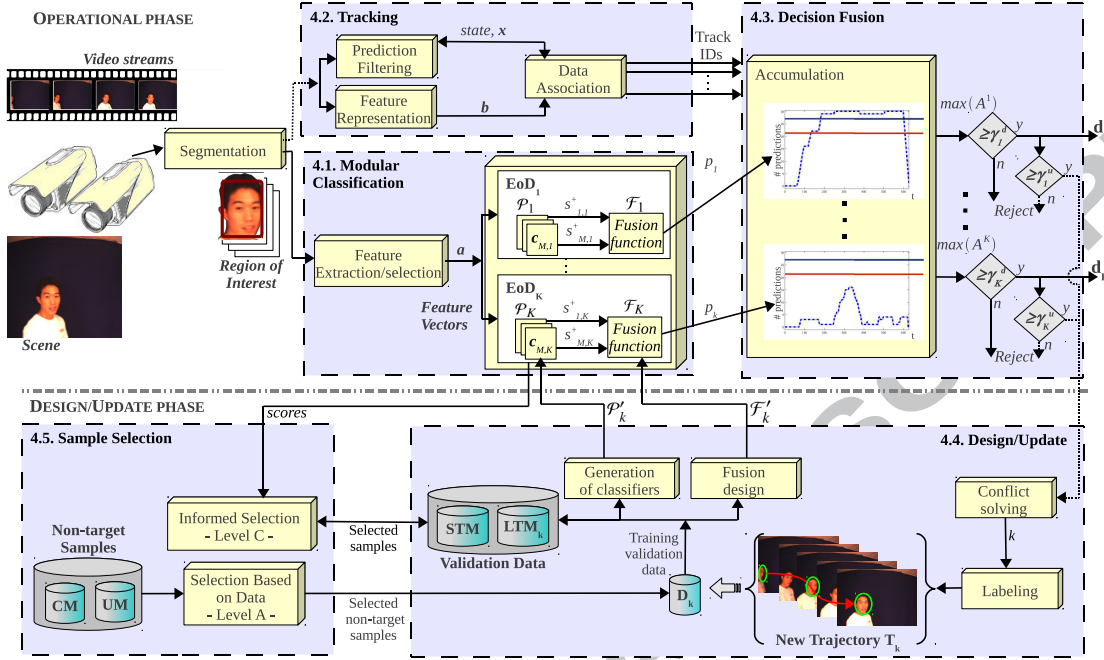 OPERATIONAL PHASE
Video streams
Segmentation
Region of
Interest
Scene
4.2. Tracking
state, x
Prediction
Filtering
Feature
Representation
b
Data
Association
Track
IDs
4.1. Modular
Classification
Feature
Extraction/selection
a
Feature
Vectors
EoD1
P1
s+1,1
s+M,1
cM,1
F1
Fusion
function
EoDK
PK
s+1,K
s+M,K
cM,K
FK
Fusion
function
p1
pk
4.3. Decision Fusion
Accumulation
# predictions
t
# predictions
t
max(A1)
≥γ1d
y
n
Reject
≥γ1u
y
n
d
max(AK)
≥γKd
y
n
Reject
≥γKu
y
n
d
DESIGN/UPDATE PHASE
scores
P′k
F′k
4.5. Sample Selection
Informed Selection
- Level C -
Non-target
Samples
CM
UM
Selection Based
on Data
- Level A -
Selected
samples
Selected
non-target
samples
4.4. Design/Update
Generation
of classifiers
Fusion
design
STM
LTMk
Validation Data
Training
validation
data
Dk
New Trajectory Tk
Conflict
solving
k
Labeling